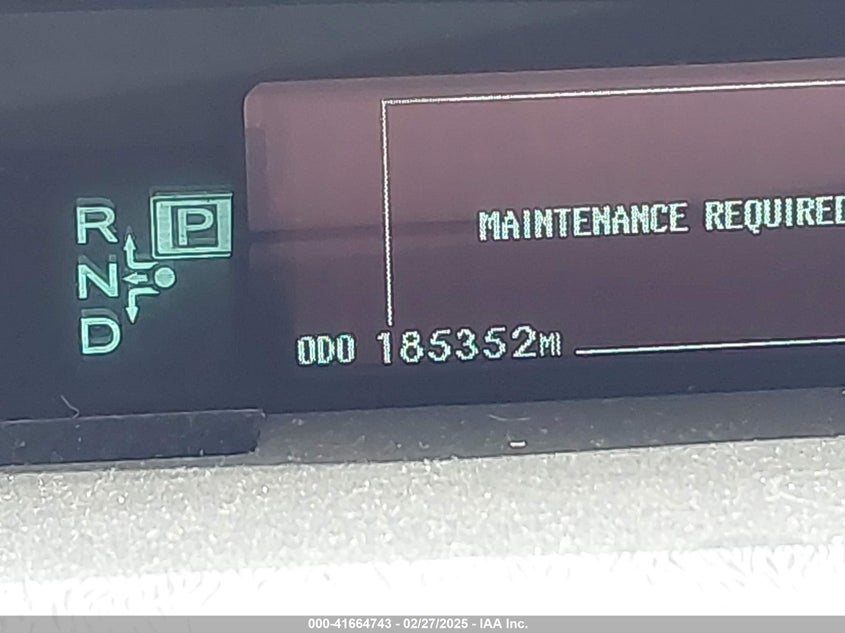 R P
N
D
MAINTENANCE REQUIRED
ODO 185352MI
000-41664743 - 02/27/2025 - IAA Inc.